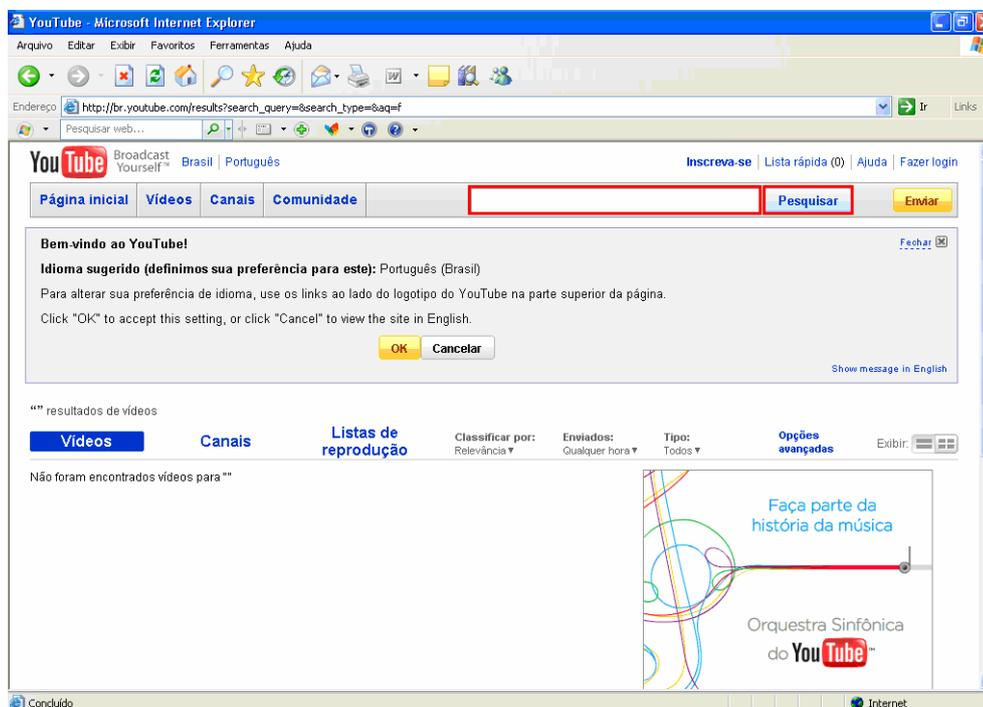 YouTube - Microsoft Internet Explorer
Arquivo Editar Exibir Favoritos Ferramentas Ajuda
W
Endereço http://br.youtube.com/results?search_query=&search_type=&aq=f Ir Links
Pesquisar web...
YouTube Broadcast Yourself™ Brasil | Português Inscreva-se | Lista rápida (0) | Ajuda | Fazer login
Página inicial Vídeos Canais Comunidade Pesquisar Enviar
Bem-vindo ao YouTube! Fechar
Idioma sugerido (definimos sua preferência para este): Português (Brasil)
Para alterar sua preferência de idioma, use os links ao lado do logotipo do YouTube na parte superior da página.
Click "OK" to accept this setting, or click "Cancel" to view the site in English.
OK Cancelar
Show message in English
“” resultados de vídeos
Vídeos Canais Listas de reprodução Classificar por: Relevância▼ Enviados: Qualquer hora▼ Tipo: Todos▼ Opções avançadas Exibir:
Não foram encontrados vídeos para ""
Faça parte da
história da música
Orquestra Sinfônica
do YouTube™
Concluído Internet